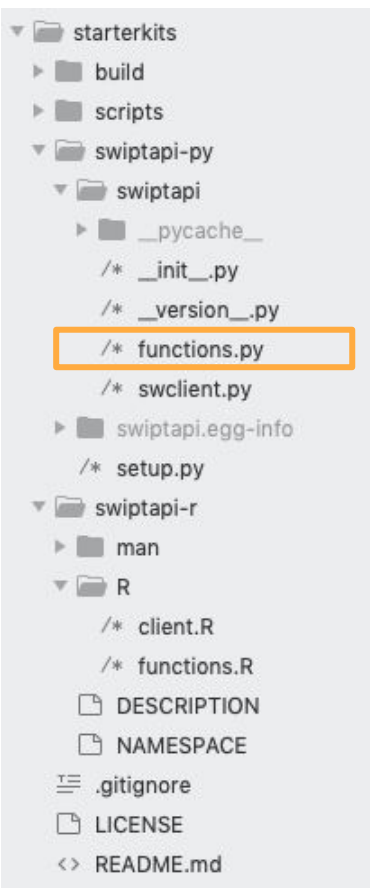 starterkits
build
scripts
swiptapi-py
swiptapi
__pycache__
/* __init__.py
/* __version__.py
/* functions.py
/* swclient.py
swiptapi.egg-info
/* setup.py
swiptapi-r
man
R
/* client.R
/* functions.R
DESCRIPTION
NAMESPACE
.gitignore
LICENSE
<> README.md